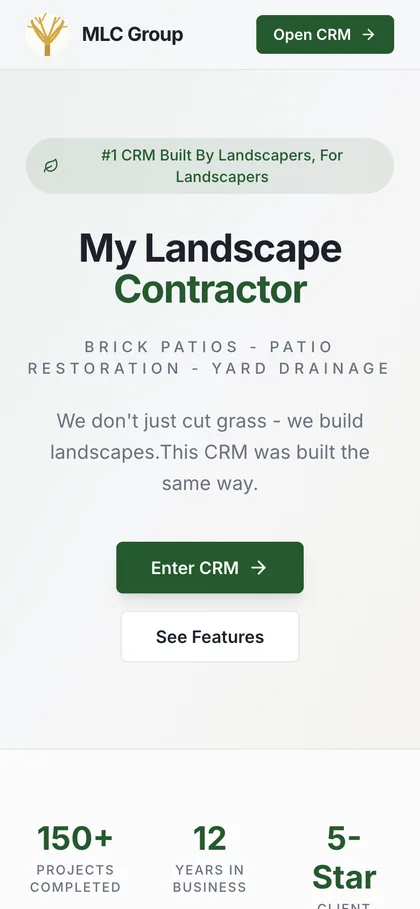 MLC Group
Open CRM
#1 CRM Built By Landscapers, For
Landscapers
My Landscape
Contractor
BRICK PATIOS - PATIO
RESTORATION - YARD DRAINAGE
We don't just cut grass - we build
landscapes.This CRM was built the
same way.
Enter CRM
See Features
150+
PROJECTS
COMPLETED
12
YEARS IN
BUSINESS
5-
Star
CLIENT